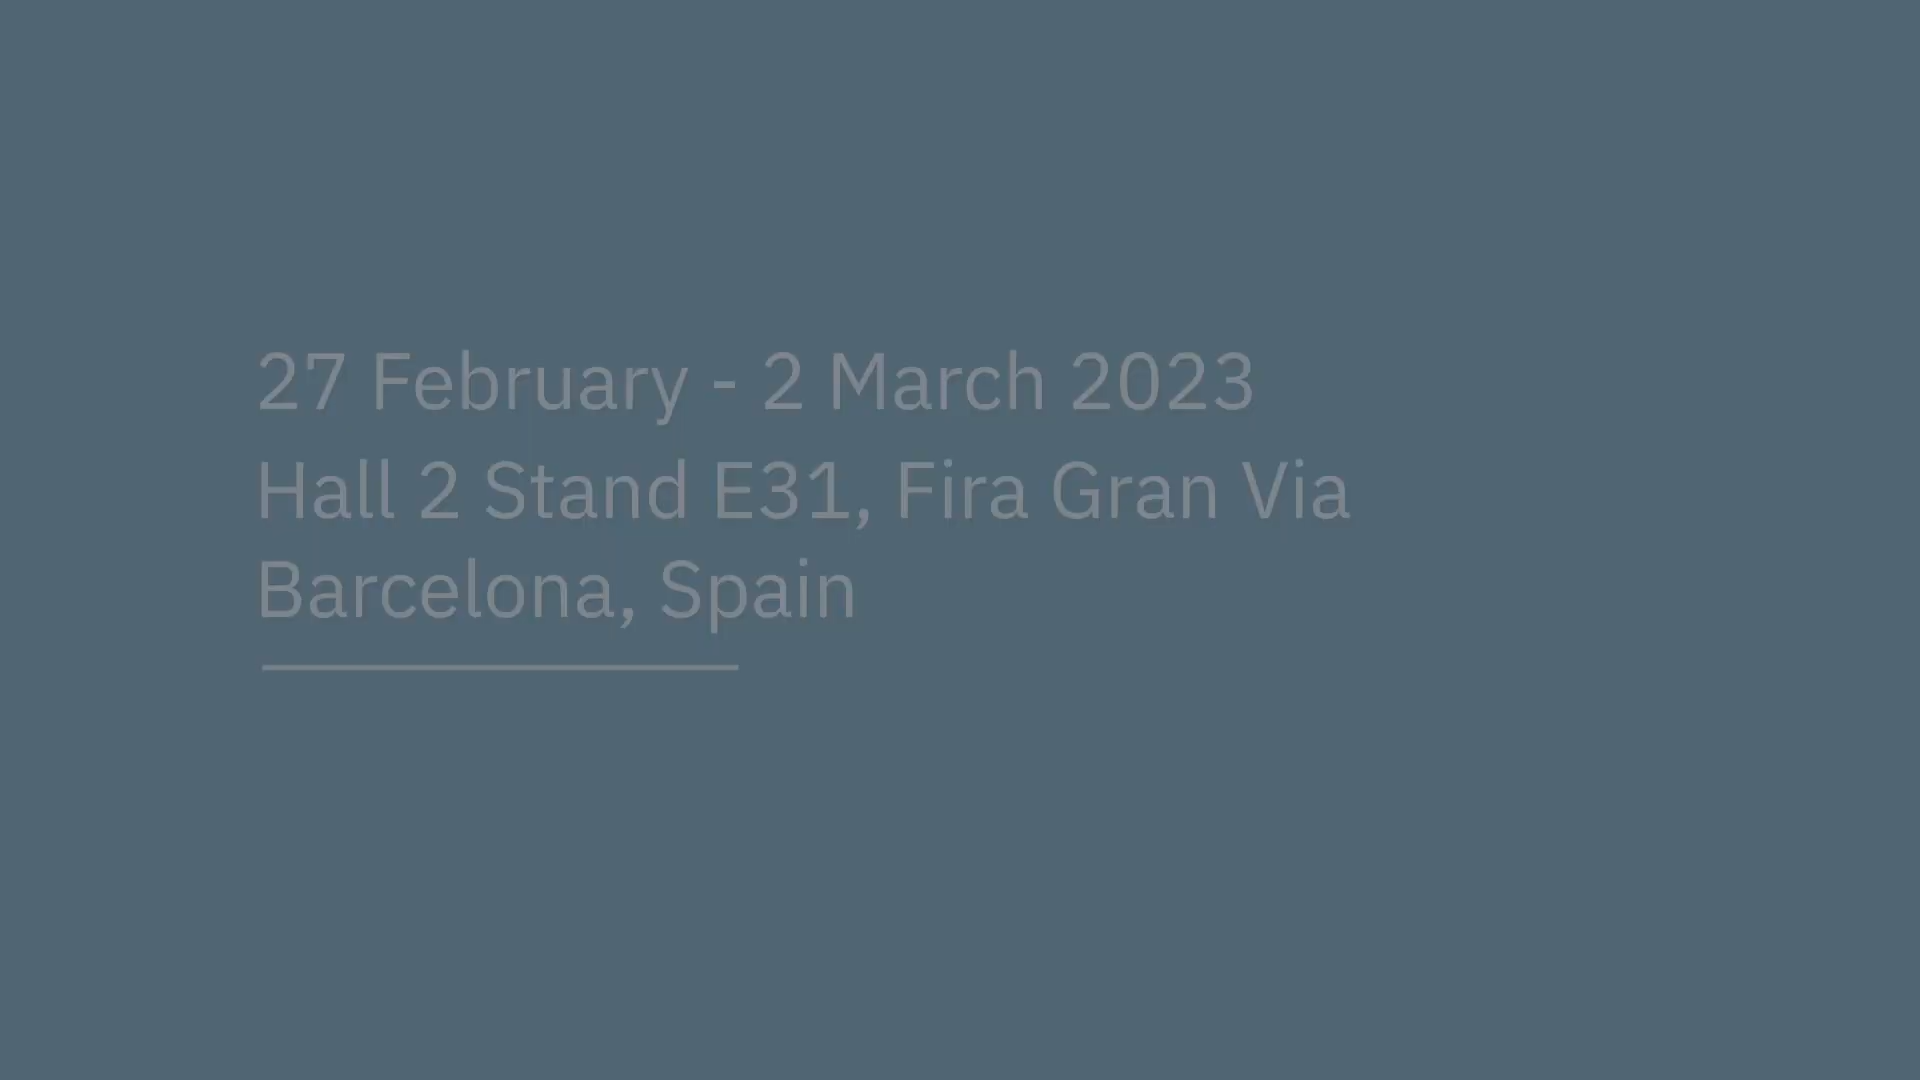 27 February - 2 March 2023
Hall 2 Stand E31, Fira Gran Via
Barcelona, Spain